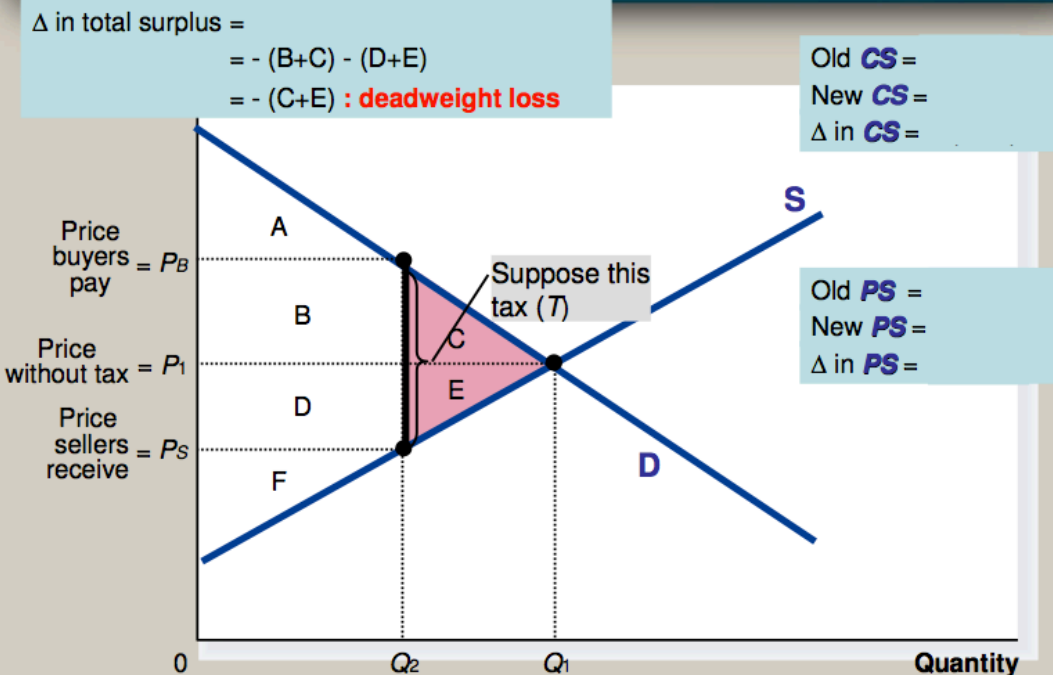 Δ in total surplus =
= - (B+C) - (D+E)
= - (C+E) : deadweight loss
Old CS =
New CS =
Δ in CS =
S
A
Price
buyers = PB
pay
Suppose this
tax (T)
B
C
Old PS =
New PS =
Δ in PS =
Price
without tax = P1
E
D
Price
sellers = PS
receive
D
F
0
Q2
Q1
Quantity